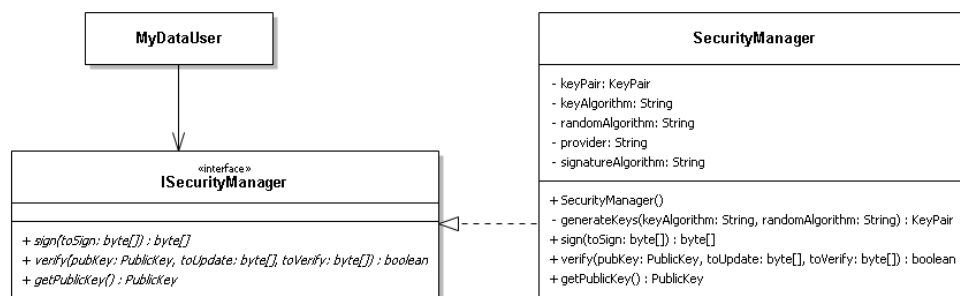 MyDataUser
«interface»
ISecurityManager
+ sign(toSign: byte[]) : byte[]
+ verify(pubKey: PublicKey, toUpdate: byte[], toVerify: byte[]) : boolean
+ getPublicKey() : PublicKey
SecurityManager
- keyPair: KeyPair
- keyAlgorithm: String
- randomAlgorithm: String
- provider: String
- signatureAlgorithm: String
+ SecurityManager()
- generateKeys(keyAlgorithm: String, randomAlgorithm: String) : KeyPair
+ sign(toSign: byte[]) : byte[]
+ verify(pubKey: PublicKey, toUpdate: byte[], toVerify: byte[]) : boolean
+ getPublicKey() : PublicKey